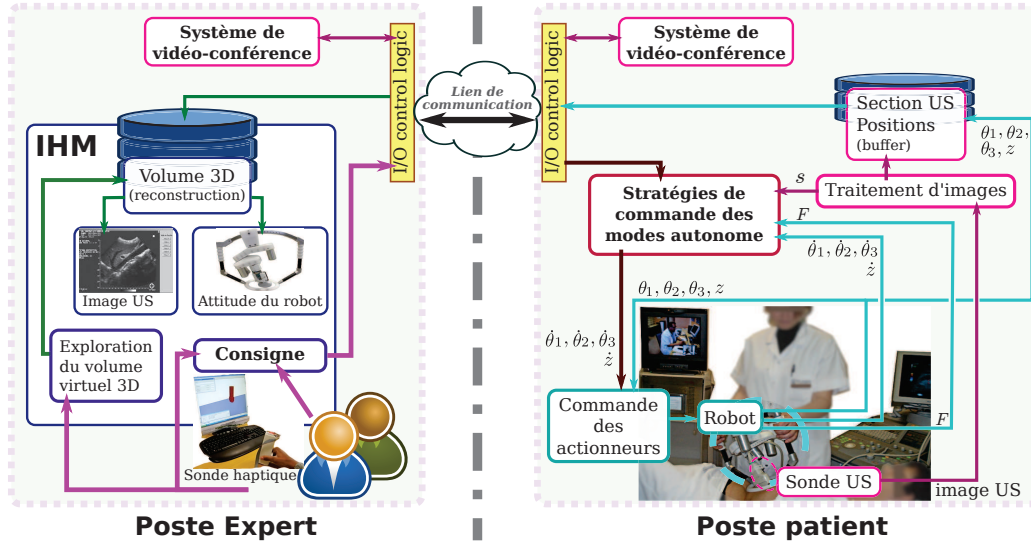 Système de
vidéo-conférence
I/O control logic
Lien de
communication
I/O control logic
Système de
vidéo-conférence
IHM
Volume 3D
(reconstruction)
Image US
Attitude du robot
Exploration
du volume
virtuel 3D
Consigne
Sonde haptique
Poste Expert
Section US
Positions
(buffer)
θ₁, θ₂,
θ₃, z
Traitement d'images
s
Stratégies de
commande des
modes autonome
F
θ̇₁, θ̇₂, θ̇₃
ż
θ₁, θ₂, θ₃, z
θ̇₁, θ̇₂, θ̇₃
ż
Commande
des
actionneurs
Robot
F
Sonde US
image US
Poste patient